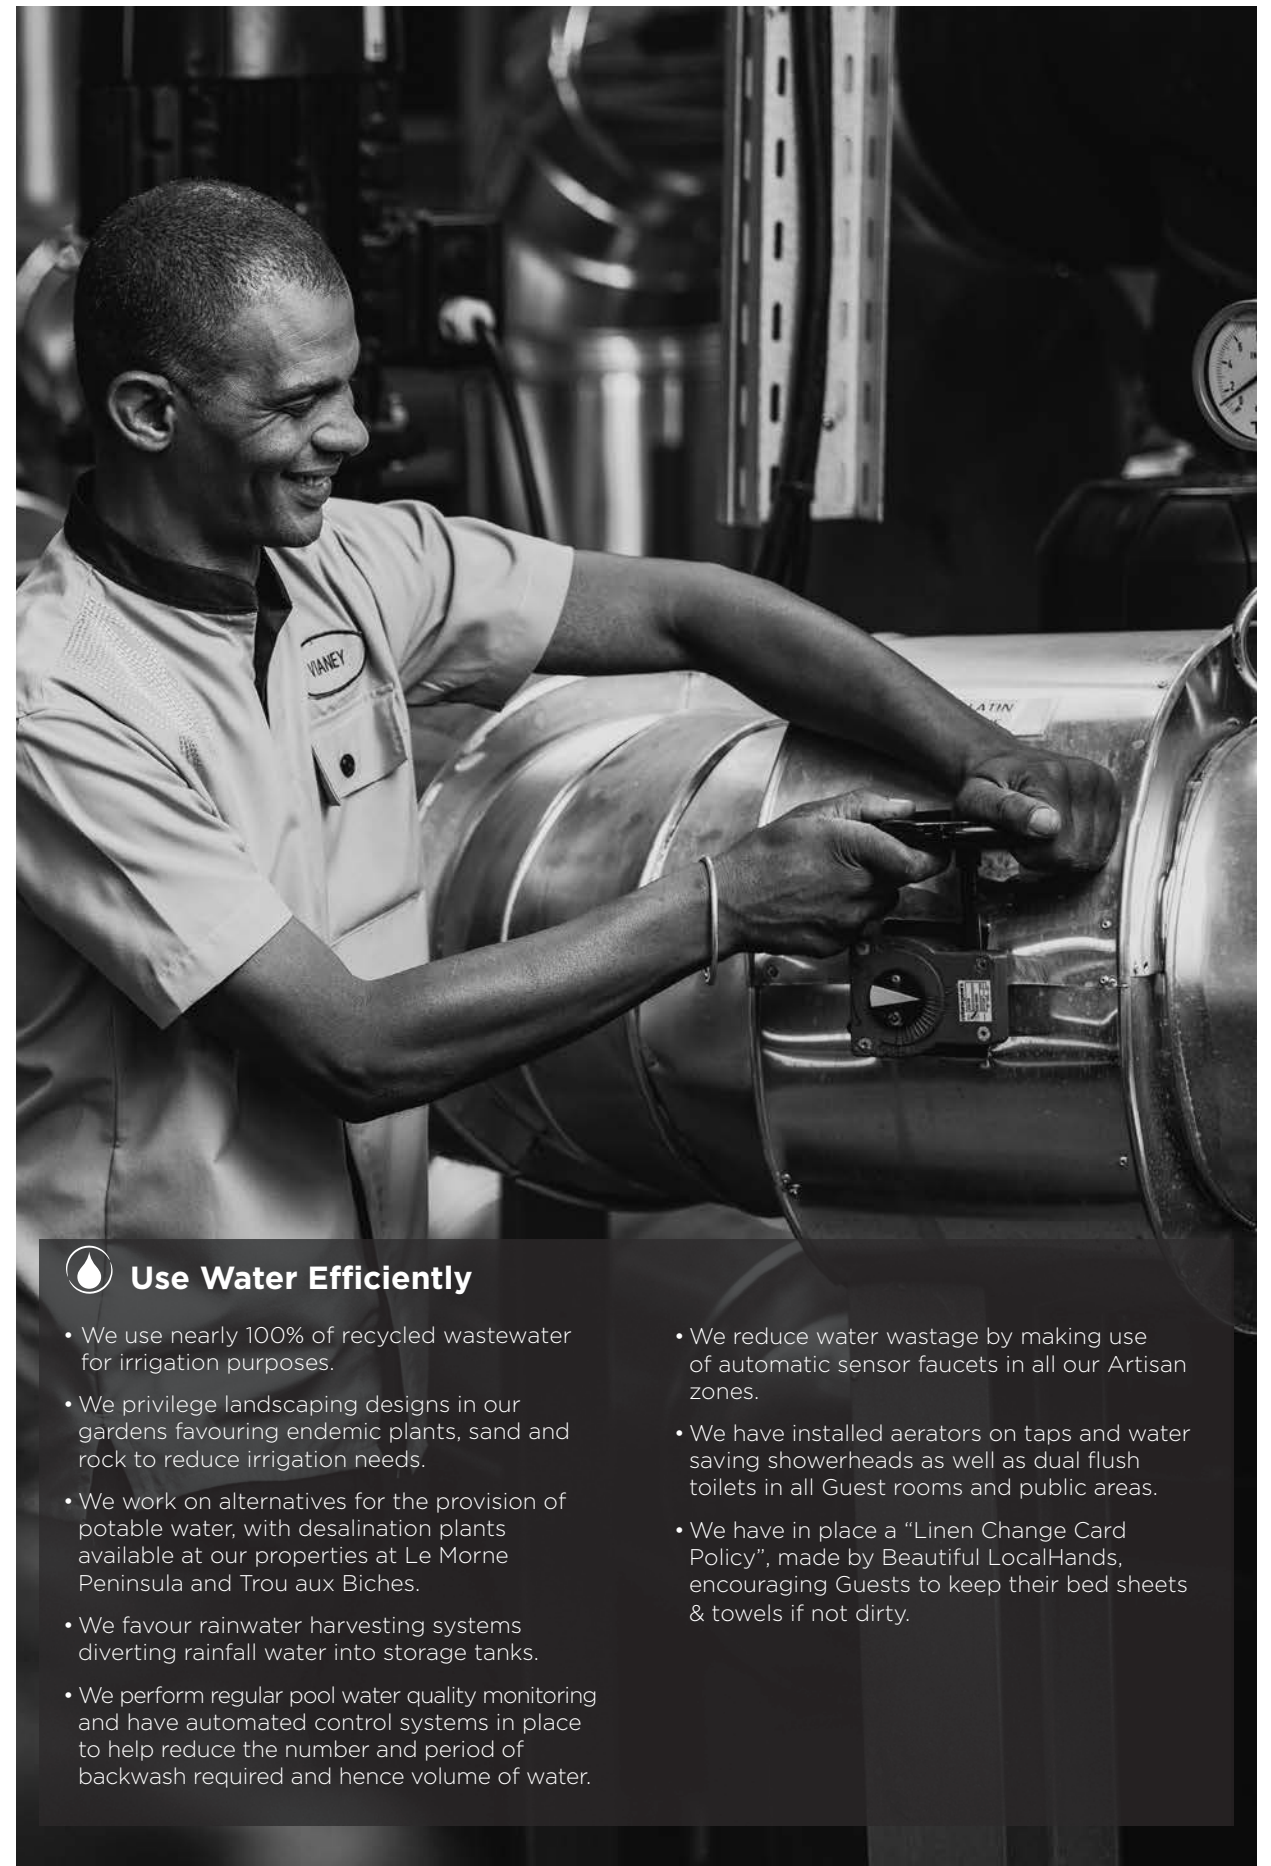 VIANEY
Use Water Efficiently
• We use nearly 100% of recycled wastewater
for irrigation purposes.
• We privilege landscaping designs in our
gardens favouring endemic plants, sand and
rock to reduce irrigation needs.
• We work on alternatives for the provision of
potable water, with desalination plants
available at our properties at Le Morne
Peninsula and Trou aux Biches.
• We favour rainwater harvesting systems
diverting rainfall water into storage tanks.
• We perform regular pool water quality monitoring
and have automated control systems in place
to help reduce the number and period of
backwash required and hence volume of water.
• We reduce water wastage by making use
of automatic sensor faucets in all our Artisan
zones.
• We have installed aerators on taps and water
saving showerheads as well as dual flush
toilets in all Guest rooms and public areas.
• We have in place a “Linen Change Card
Policy”, made by Beautiful LocalHands,
encouraging Guests to keep their bed sheets
& towels if not dirty.